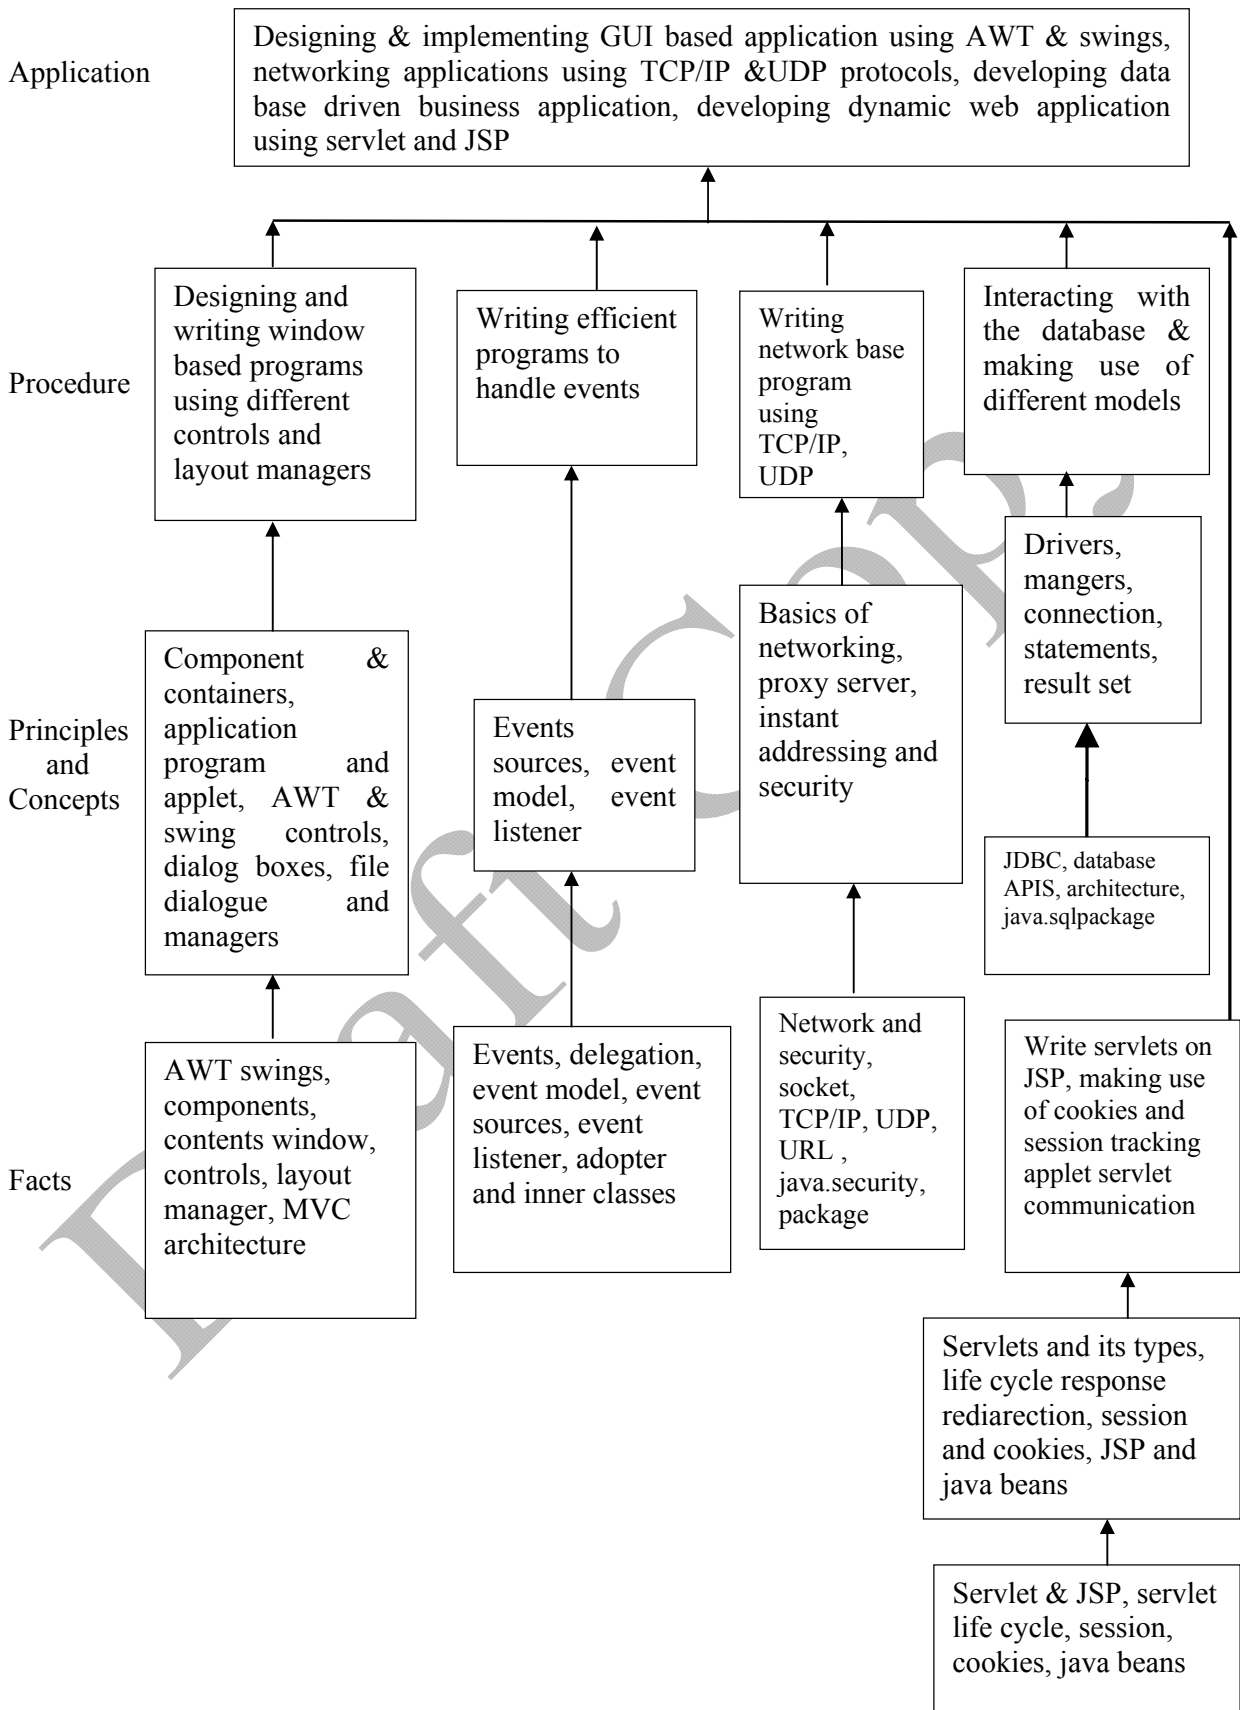 Application
Designing & implementing GUI based application using AWT & swings,
networking applications using TCP/IP &UDP protocols, developing data
base driven business application, developing dynamic web application
using servlet and JSP
Procedure
Designing and
writing window
based programs
using different
controls and
layout managers
Writing efficient
programs to
handle events
Writing
network base
program
using
TCP/IP,
UDP
Interacting with
the database &
making use of
different models
Principles
and
Concepts
Component &
containers,
application
program and
applet, AWT &
swing controls,
dialog boxes, file
dialogue and
managers
Events
sources, event
model, event
listener
Basics of
networking,
proxy server,
instant
addressing and
security
Drivers,
mangers,
connection,
statements,
result set
JDBC, database
APIS, architecture,
java.sqlpackage
Facts
AWT swings,
components,
contents window,
controls, layout
manager, MVC
architecture
Events, delegation,
event model, event
sources, event
listener, adopter
and inner classes
Network and
security,
socket,
TCP/IP, UDP,
URL ,
java.security,
package
Write servlets on
JSP, making use
of cookies and
session tracking
applet servlet
communication
Servlets and its types,
life cycle response
rediarection, session
and cookies, JSP and
java beans
Servlet & JSP, servlet
life cycle, session,
cookies, java beans
Draft Copy